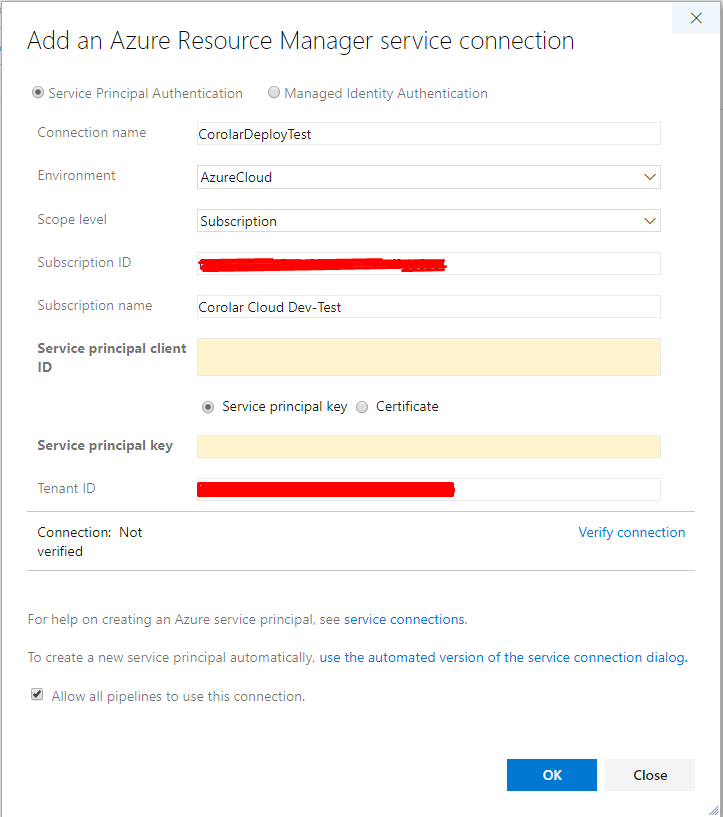 Add an Azure Resource Manager service connection
Service Principal Authentication Managed Identity Authentication
Connection name CorolarDeployTest
Environment AzureCloud
Scope level Subscription
Subscription ID
Subscription name Corolar Cloud Dev-Test
Service principal client
ID
Service principal key Certificate
Service principal key
Tenant ID
Connection: Not
verified
Verify connection
For help on creating an Azure service principal, see service connections.
To create a new service principal automatically, use the automated version of the service connection dialog.
Allow all pipelines to use this connection.
OK Close